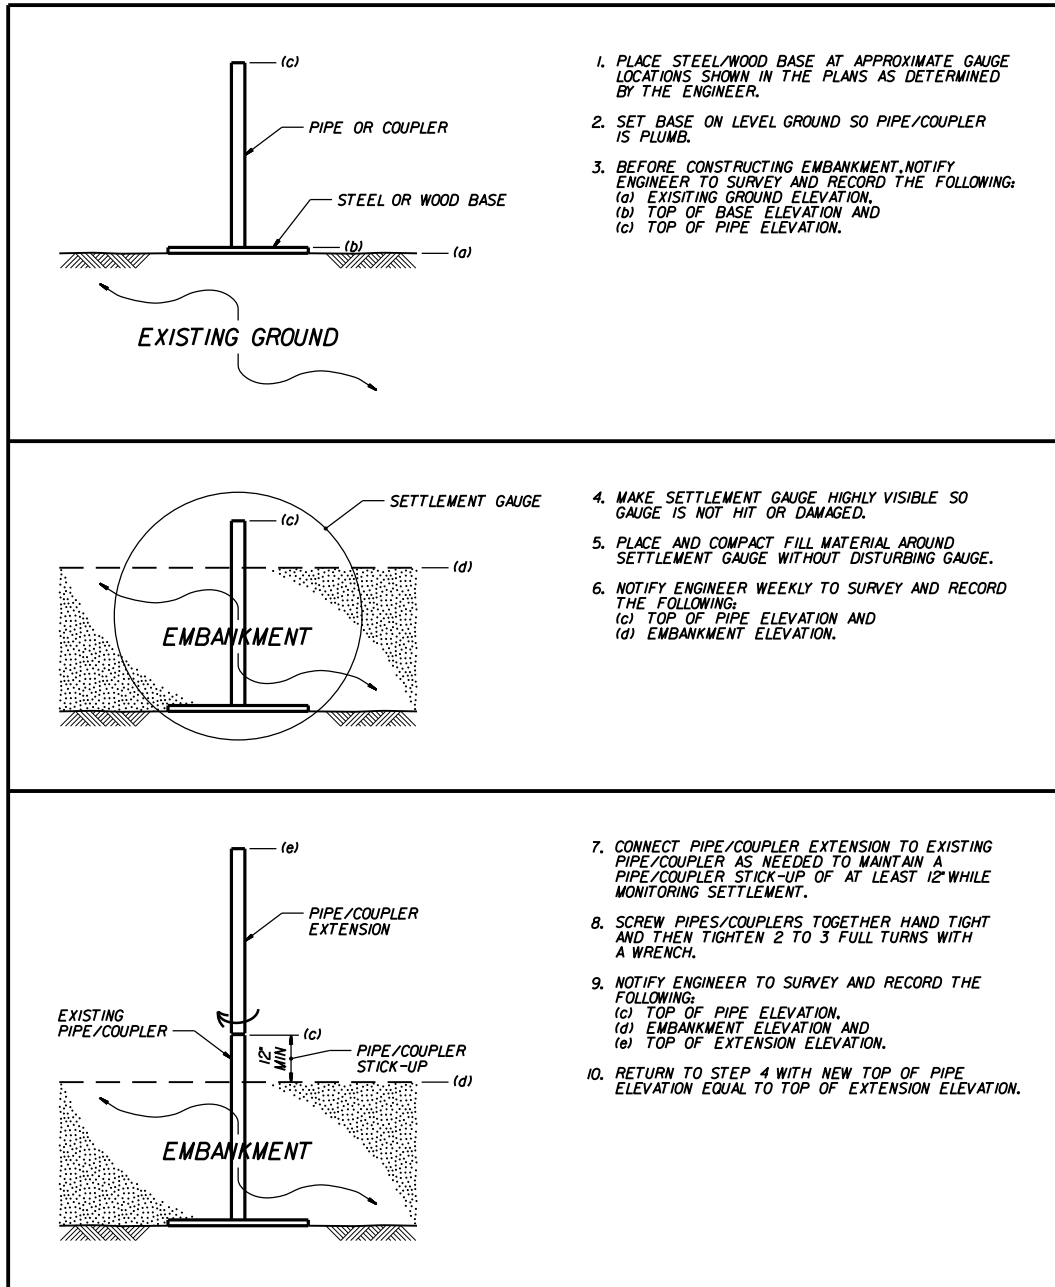 (c)
PIPE OR COUPLER
STEEL OR WOOD BASE
(b)
(a)
EXISTING GROUND
1. PLACE STEEL/WOOD BASE AT APPROXIMATE GAUGE
LOCATIONS SHOWN IN THE PLANS AS DETERMINED
BY THE ENGINEER.
2. SET BASE ON LEVEL GROUND SO PIPE/COUPLER
IS PLUMB.
3. BEFORE CONSTRUCTING EMBANKMENT, NOTIFY
ENGINEER TO SURVEY AND RECORD THE FOLLOWING:
(a) EXISITING GROUND ELEVATION,
(b) TOP OF BASE ELEVATION AND
(c) TOP OF PIPE ELEVATION.
SETTLEMENT GAUGE
(c)
(d)
EMBANKMENT
4. MAKE SETTLEMENT GAUGE HIGHLY VISIBLE SO
GAUGE IS NOT HIT OR DAMAGED.
5. PLACE AND COMPACT FILL MATERIAL AROUND
SETTLEMENT GAUGE WITHOUT DISTURBING GAUGE.
6. NOTIFY ENGINEER WEEKLY TO SURVEY AND RECORD
THE FOLLOWING:
(c) TOP OF PIPE ELEVATION AND
(d) EMBANKMENT ELEVATION.
(e)
PIPE/COUPLER
EXTENSION
EXISTING
PIPE/COUPLER
(c)
12"
MIN
PIPE/COUPLER
STICK-UP
(d)
EMBANKMENT
7. CONNECT PIPE/COUPLER EXTENSION TO EXISTING
PIPE/COUPLER AS NEEDED TO MAINTAIN A
PIPE/COUPLER STICK-UP OF AT LEAST 12" WHILE
MONITORING SETTLEMENT.
8. SCREW PIPES/COUPLERS TOGETHER HAND TIGHT
AND THEN TIGHTEN 2 TO 3 FULL TURNS WITH
A WRENCH.
9. NOTIFY ENGINEER TO SURVEY AND RECORD THE
FOLLOWING:
(c) TOP OF PIPE ELEVATION,
(d) EMBANKMENT ELEVATION AND
(e) TOP OF EXTENSION ELEVATION.
10. RETURN TO STEP 4 WITH NEW TOP OF PIPE
ELEVATION EQUAL TO TOP OF EXTENSION ELEVATION.